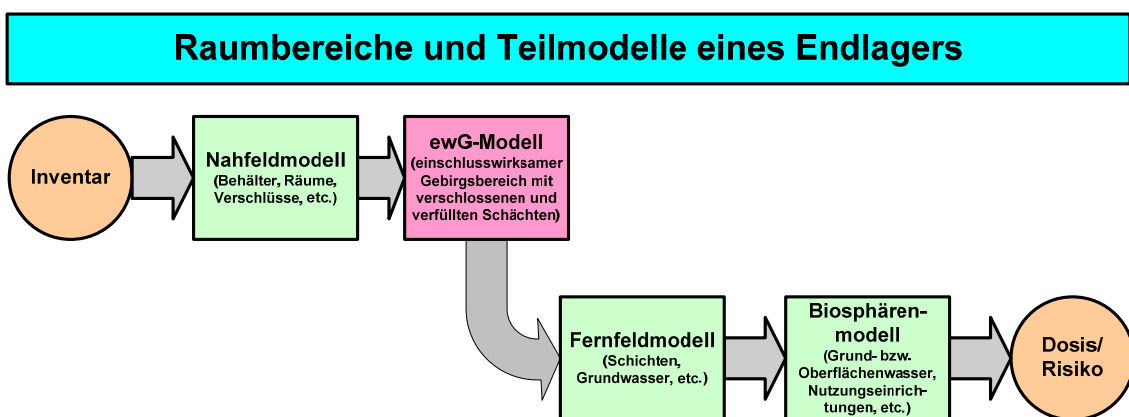 Raumbereiche und Teilmodelle eines Endlagers
Inventar
Nahfeldmodell
(Behälter, Räume,
Verschlüsse, etc.)
ewG-Modell
(einschlusswirksamer
Gebirgsbereich mit
verschlossenen und
verfüllten Schächten)
Fernfeldmodell
(Schichten,
Grundwasser, etc.)
Biosphären-
modell
(Grund- bzw.
Oberflächenwasser,
Nutzungseinrich-
tungen, etc.)
Dosis/
Risiko